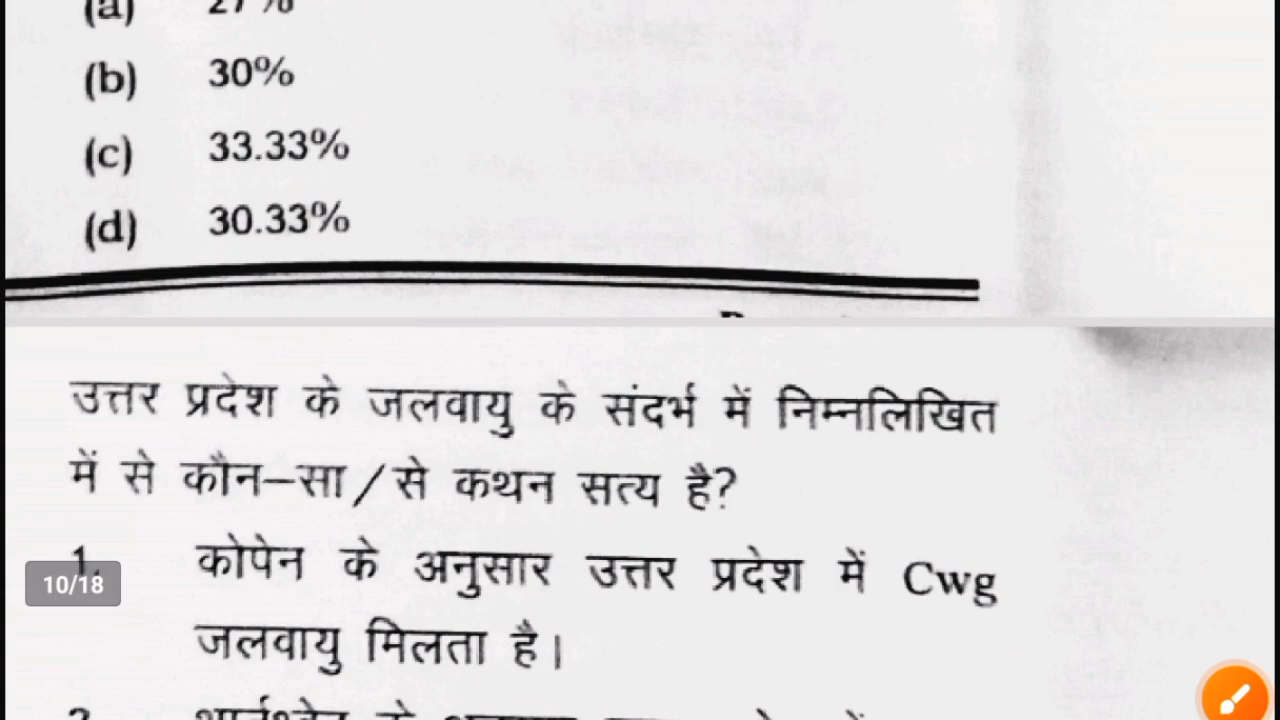 (a) 27%
(b) 30%
(c) 33.33%
(d) 30.33%
उत्तर प्रदेश के जलवायु के संदर्भ में निम्नलिखित
में से कौन–सा/से कथन सत्य है?
1. कोपेन के अनुसार उत्तर प्रदेश में Cwg
10/18
जलवायु मिलता है।